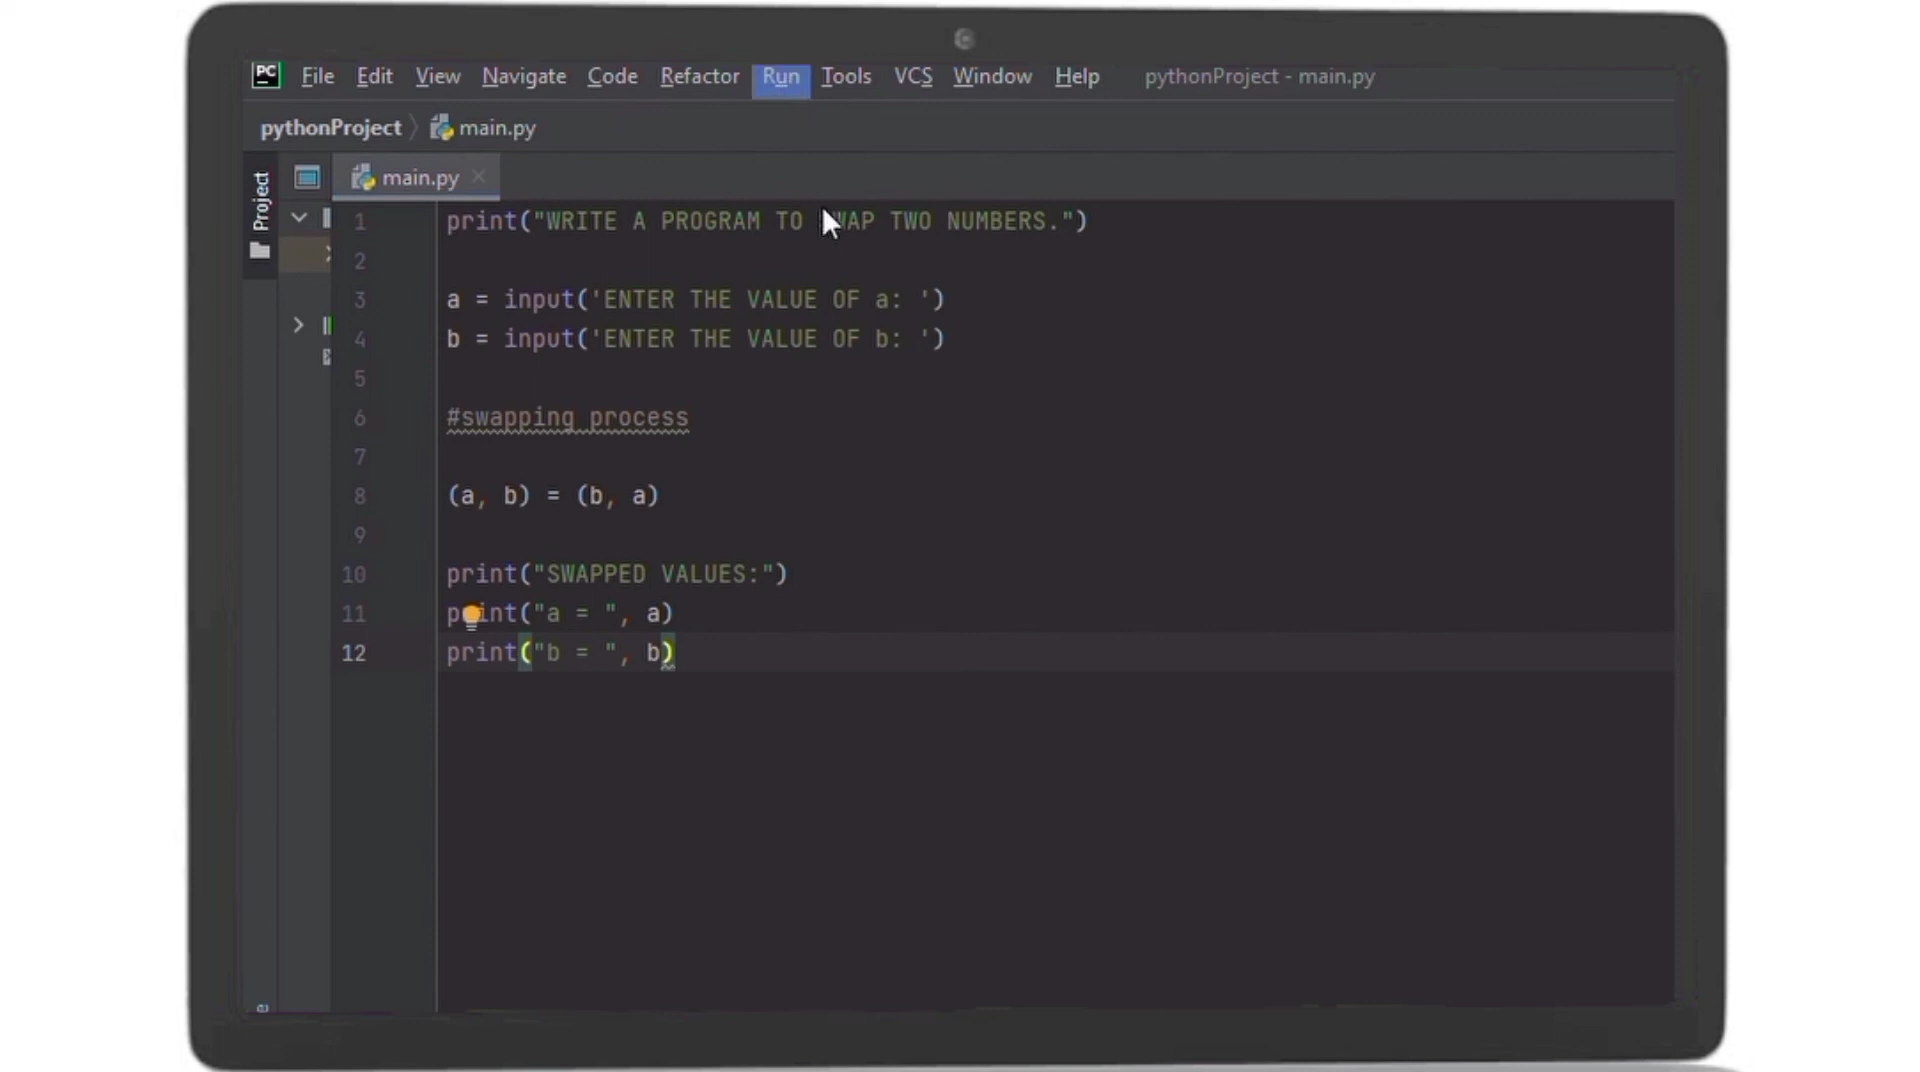 PC File Edit View Navigate Code Refactor Run Tools VCS Window Help pythonProject - main.py
pythonProject main.py
Project
main.py
1 print("WRITE A PROGRAM TO SWAP TWO NUMBERS.")
2
3 a = input('ENTER THE VALUE OF a: ')
4 b = input('ENTER THE VALUE OF b: ')
5
6 #swapping process
7
8 (a, b) = (b, a)
9
10 print("SWAPPED VALUES:")
11 print("a = ", a)
12 print("b = ", b)